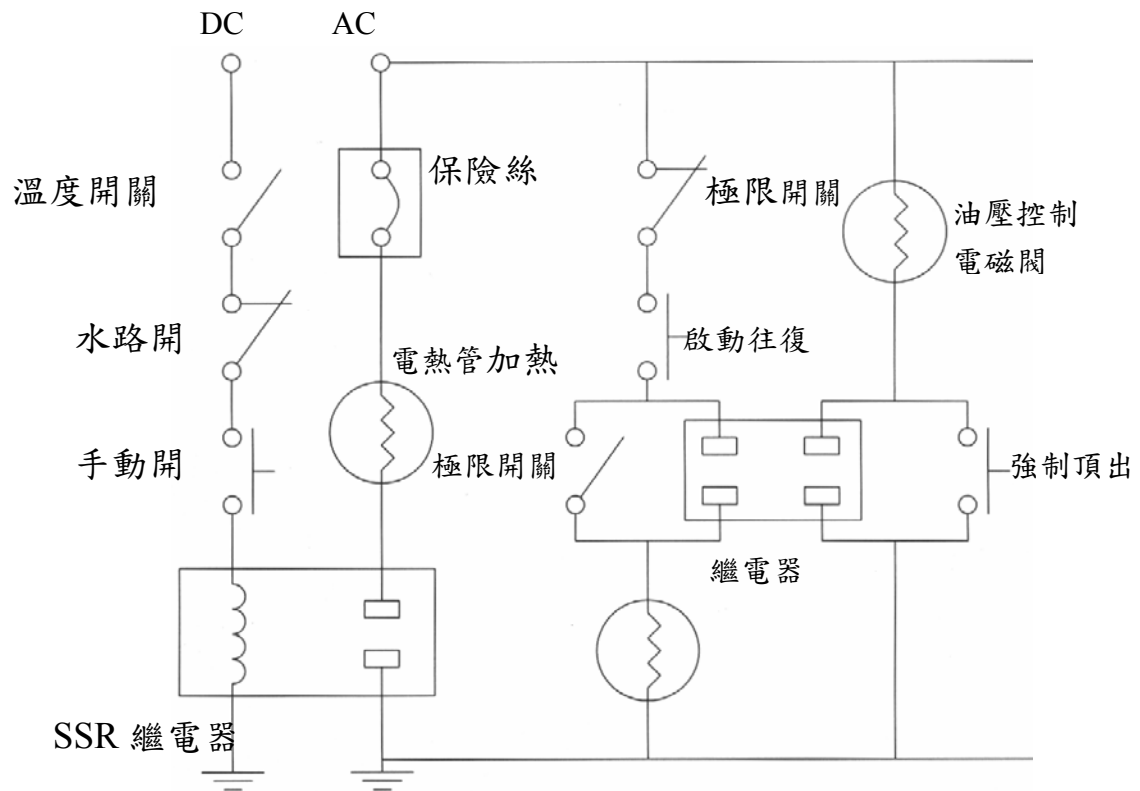 DC
AC
溫度開關
保險絲
極限開關
油壓控制
電磁閥
水路開
電熱管加熱
啟動往復
手動開
極限開關
強制頂出
繼電器
SSR 繼電器